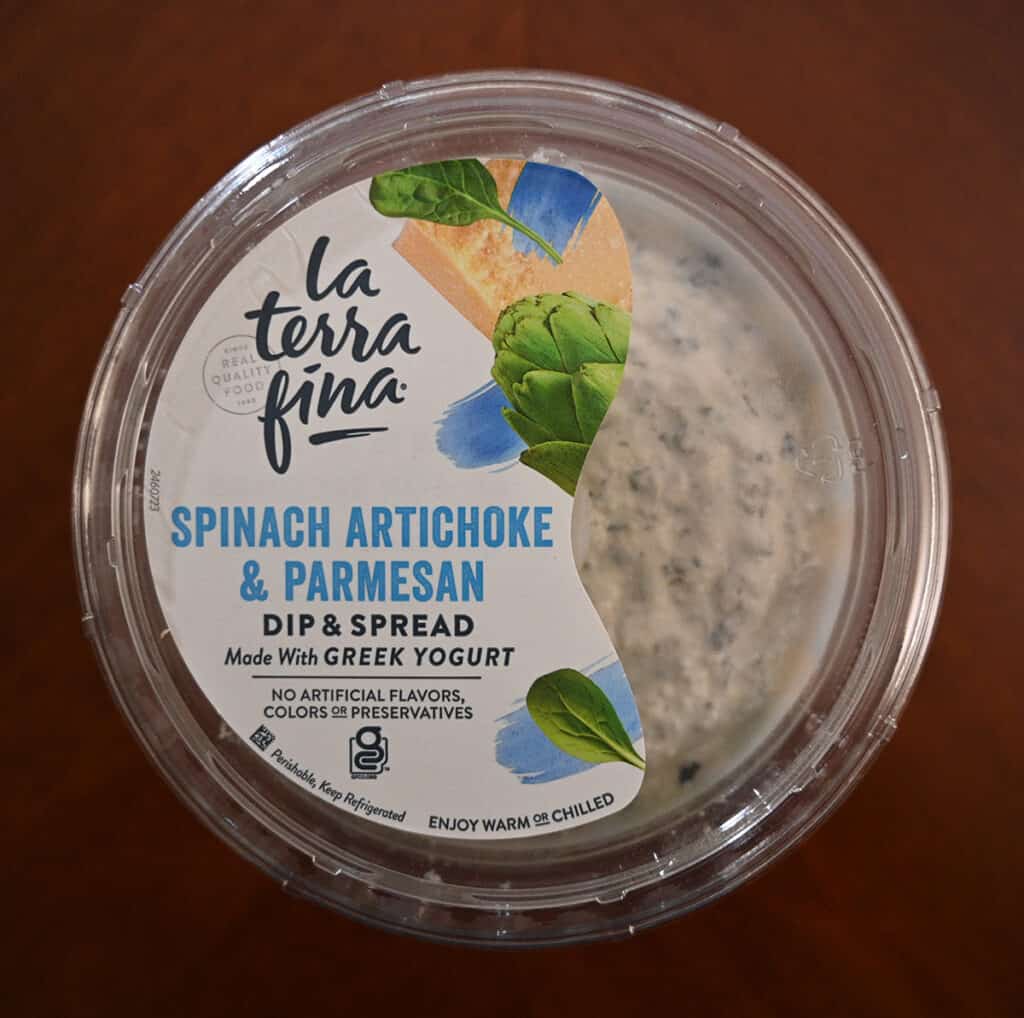 la
terra
fina
SINCE
REAL
QUALITY
FOOD
SPINACH ARTICHOKE
& PARMESAN
DIP & SPREAD
Made With GREEK YOGURT
NO ARTIFICIAL FLAVORS,
COLORS OR PRESERVATIVES
Perishable, Keep Refrigerated
ENJOY WARM OR CHILLED
2460723